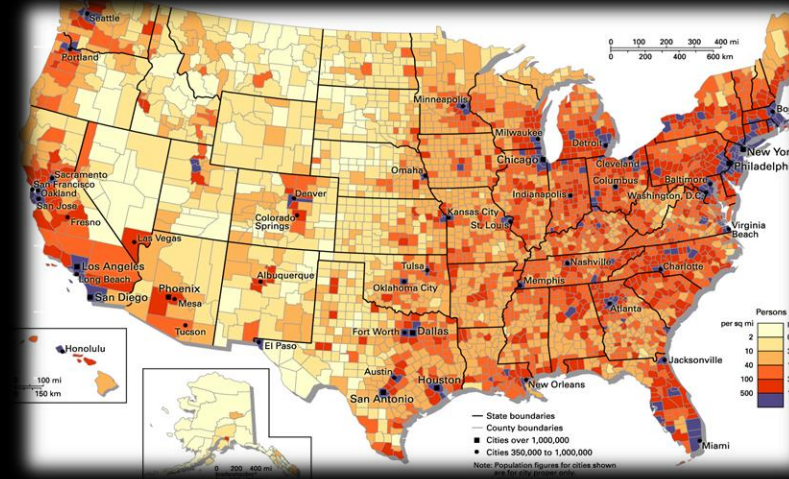 Seattle
Portland
0 100 200 300 400 mi
0 200 400 600 km
Minneapolis
Milwaukee
Detroit
Chicago
Cleveland
New Yor
Philadelph
Omaha
Sacramento
San Francisco
Oakland
San Jose
Fresno
Denver
Colorado
Springs
Indianapolis
Columbus
Baltimore
Washington, D.C.
Kansas City
St. Louis
Virginia
Beach
Las Vegas
Los Angeles
Long Beach
San Diego
Phoenix
Mesa
Tucson
Albuquerque
Tulsa
Oklahoma City
Nashville
Memphis
Charlotte
Atlanta
Fort Worth
Dallas
El Paso
Jacksonville
Austin
Houston
San Antonio
New Orleans
Miami
Honolulu
100 mi
150 km
0 200 400 mi
Persons
per sq mi
2
10
40
100
500
State boundaries
County boundaries
Cities over 1,000,000
Cities 350,000 to 1,000,000
Note: Population figures for cities shown
are for city proper only.